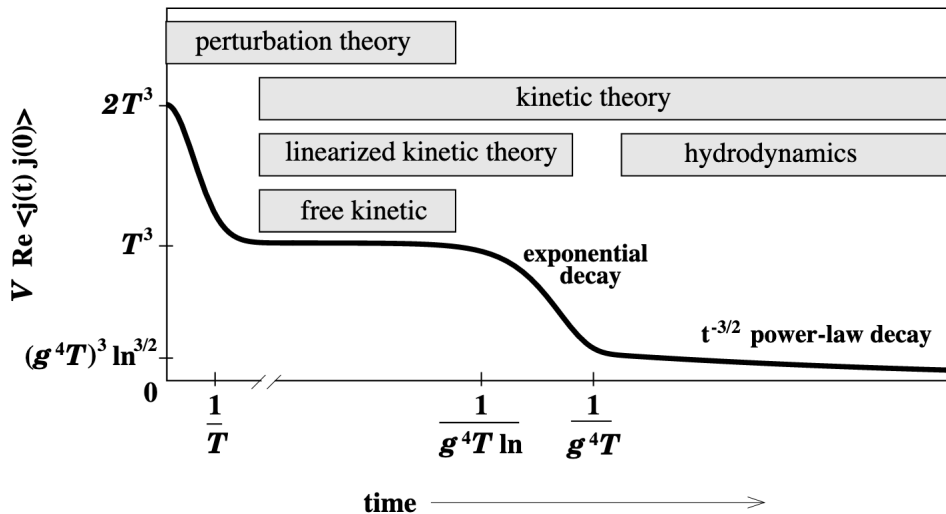 perturbation theory
2T³
kinetic theory
linearized kinetic theory
hydrodynamics
free kinetic
V Re <j(t) j(0)>
T³
exponential
decay
t⁻³/² power-law decay
(g⁴T)³ ln³/²
0
1/T
1/(g⁴T ln)
1/(g⁴T)
time